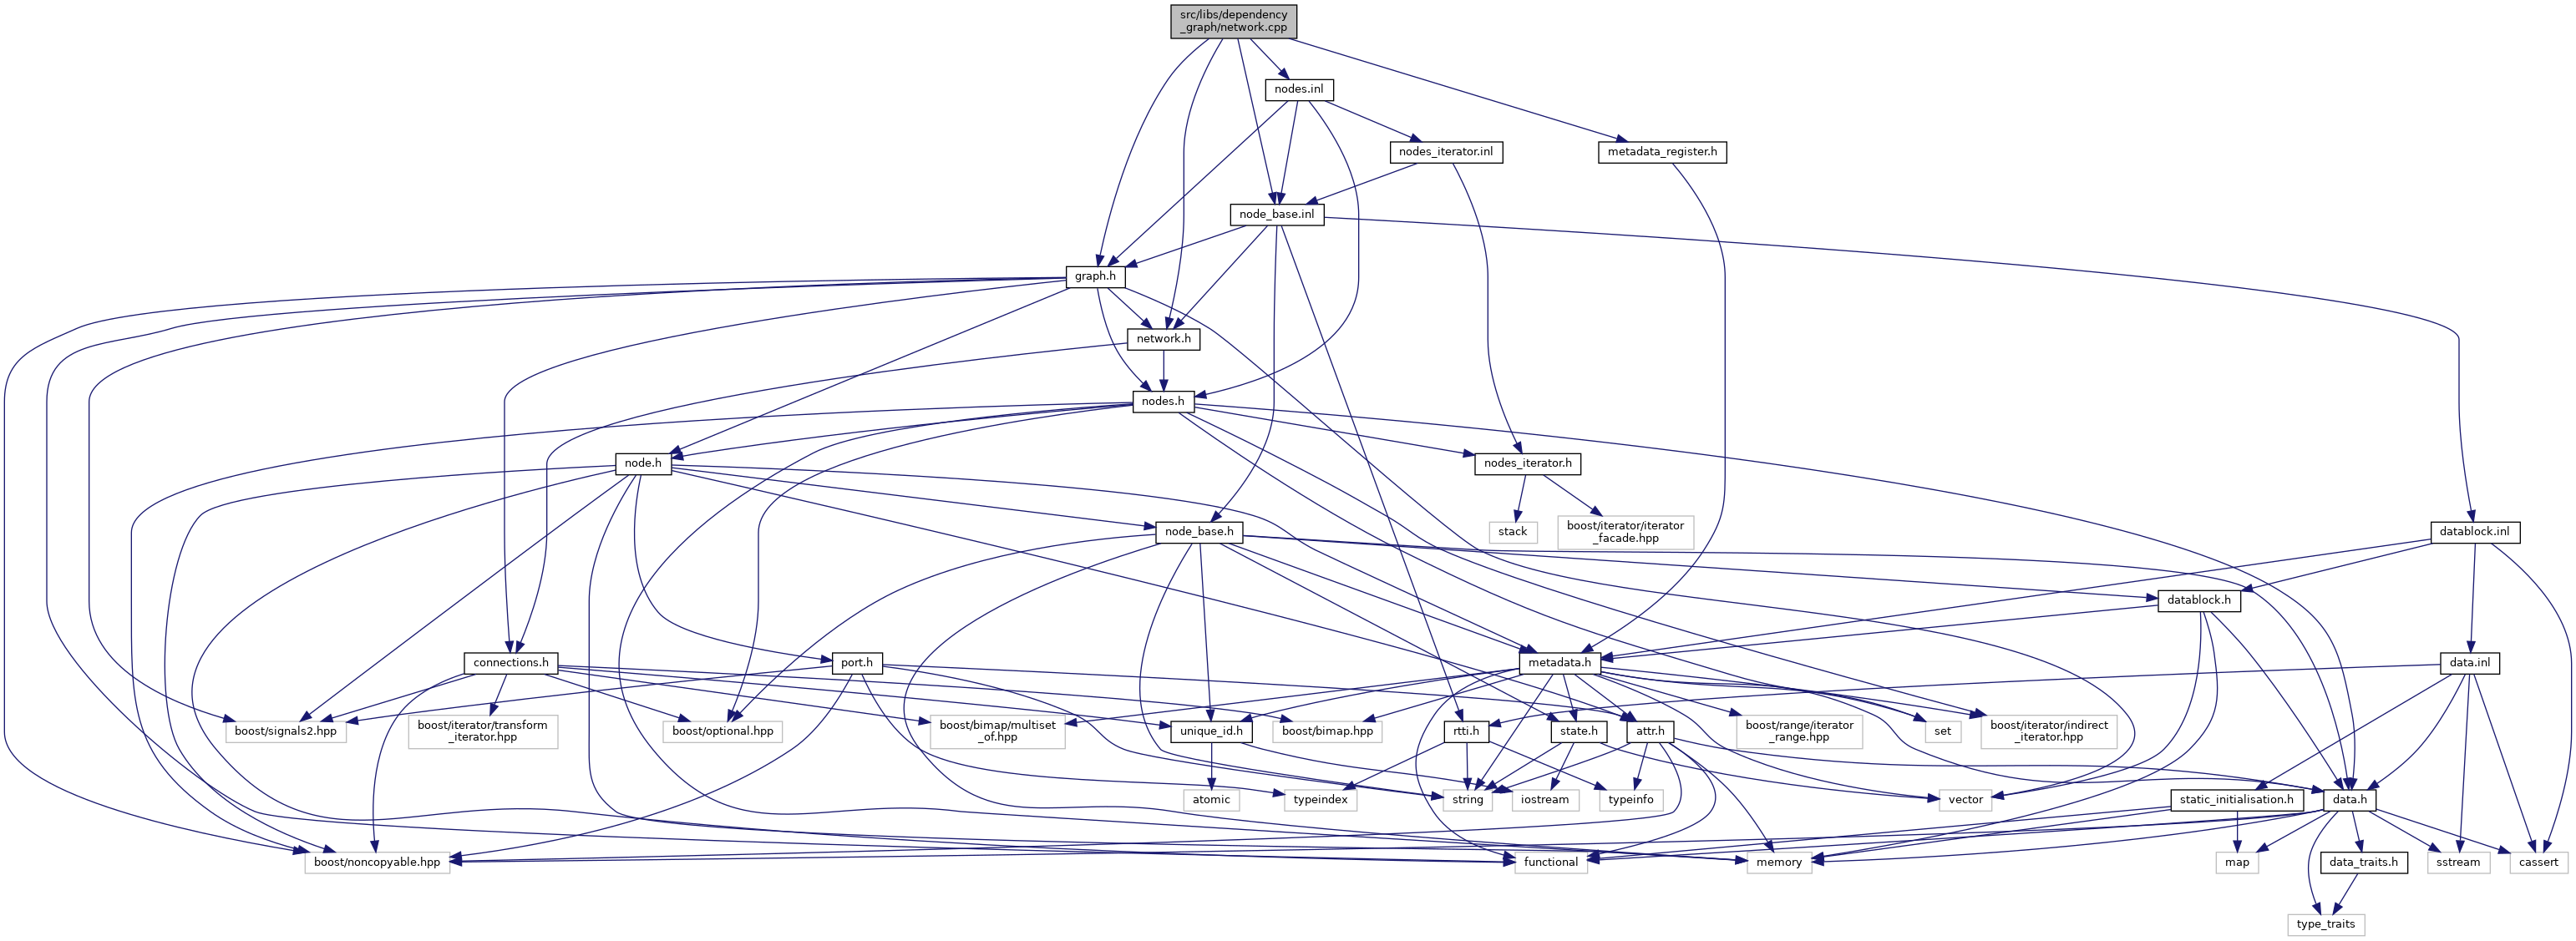 src/libs/dependency
_graph/network.cpp
nodes.inl
nodes_iterator.inl
metadata_register.h
node_base.inl
graph.h
network.h
nodes.h
node.h
nodes_iterator.h
stack
boost/iterator/iterator
_facade.hpp
node_base.h
datablock.inl
datablock.h
connections.h
port.h
metadata.h
data.inl
boost/signals2.hpp
boost/iterator/transform
_iterator.hpp
boost/optional.hpp
boost/bimap/multiset
_of.hpp
unique_id.h
boost/bimap.hpp
rtti.h
state.h
attr.h
boost/range/iterator
_range.hpp
set
boost/iterator/indirect
_iterator.hpp
atomic
typeindex
string
iostream
typeinfo
vector
static_initialisation.h
data.h
boost/noncopyable.hpp
functional
memory
map
data_traits.h
sstream
cassert
type_traits